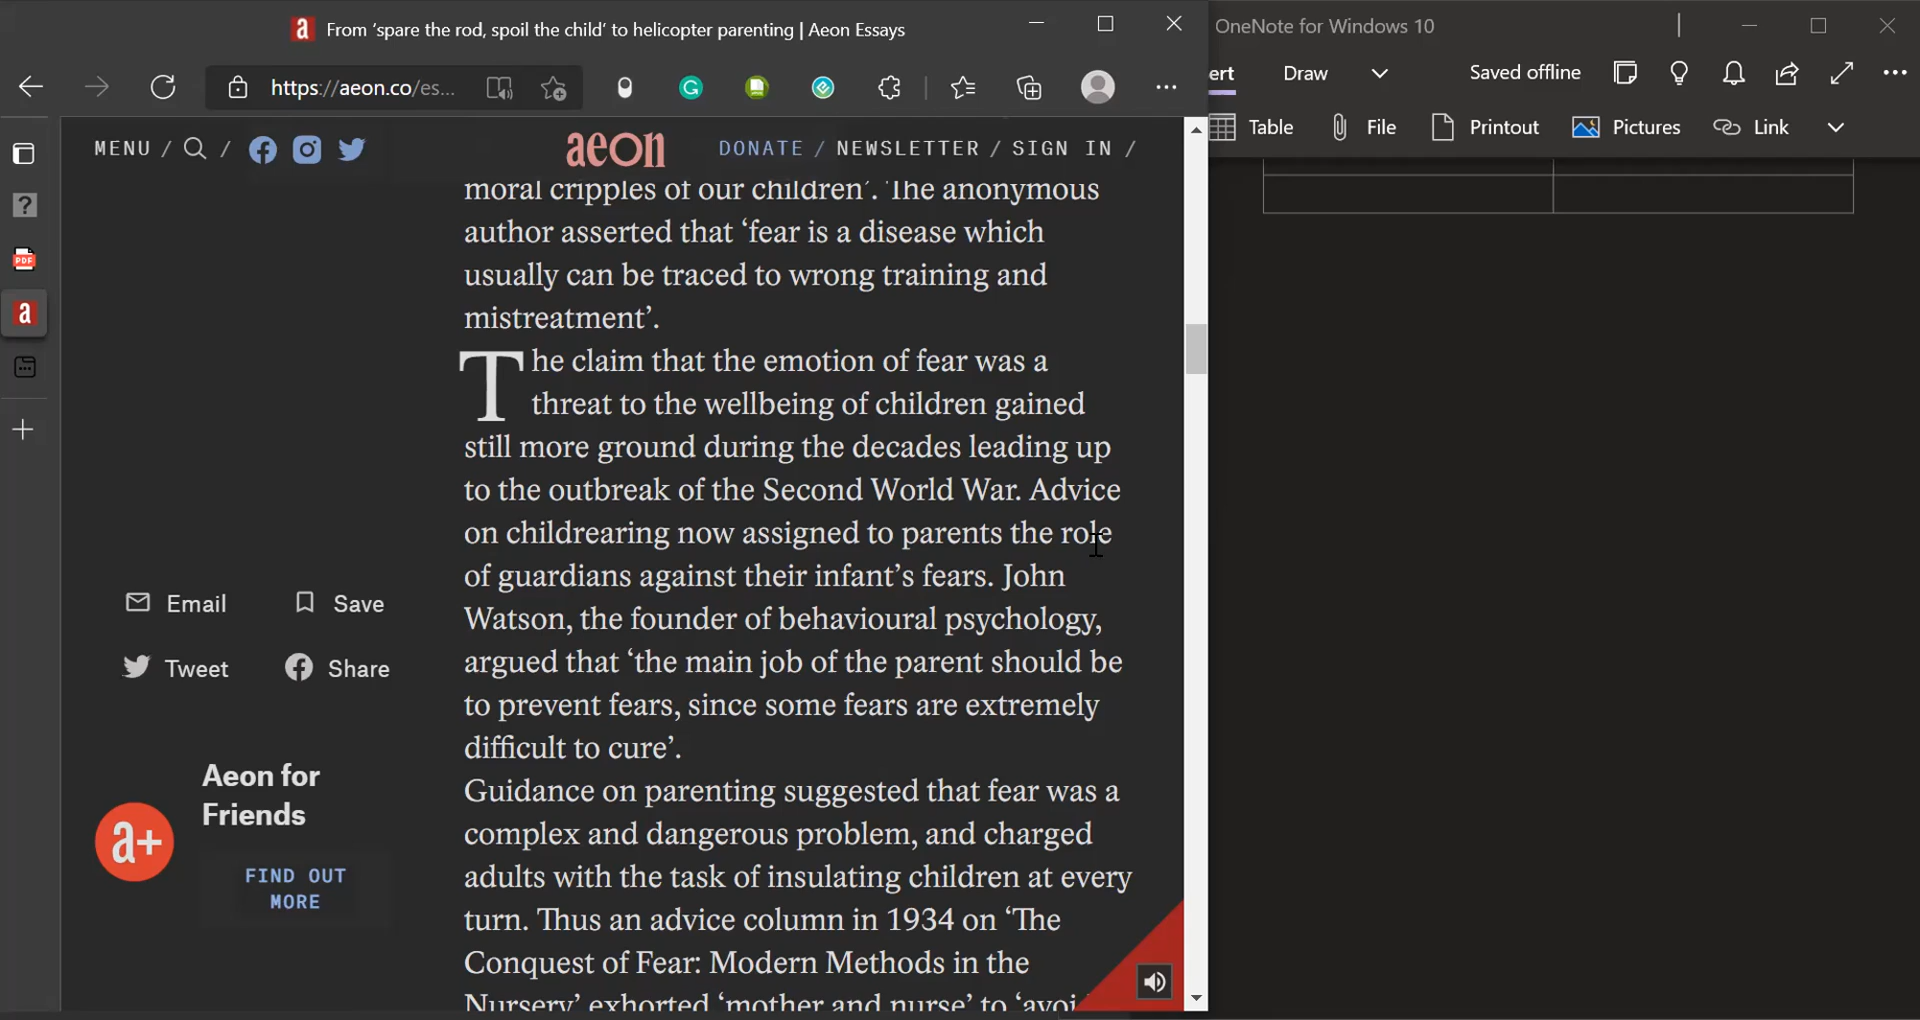 From ‘spare the rod, spoil the child’ to helicopter parenting | Aeon Essays
OneNote for Windows 10
https://aeon.co/es...
ert
Draw
Saved offline
Table
File
Printout
Pictures
Link
MENU /
/
aeon
DONATE / NEWSLETTER / SIGN IN /
PDF
a
moral cripples of our children’. The anonymous
author asserted that ‘fear is a disease which
usually can be traced to wrong training and
mistreatment’.
The claim that the emotion of fear was a
threat to the wellbeing of children gained
still more ground during the decades leading up
to the outbreak of the Second World War. Advice
on childrearing now assigned to parents the role
of guardians against their infant’s fears. John
Watson, the founder of behavioural psychology,
argued that ‘the main job of the parent should be
to prevent fears, since some fears are extremely
difficult to cure’.
Guidance on parenting suggested that fear was a
complex and dangerous problem, and charged
adults with the task of insulating children at every
turn. Thus an advice column in 1934 on ‘The
Conquest of Fear: Modern Methods in the
Nursery’ exhorted ‘mother and nurse’ to ‘avoi
Email
Save
Tweet
Share
Aeon for
Friends
a+
FIND OUT
MORE